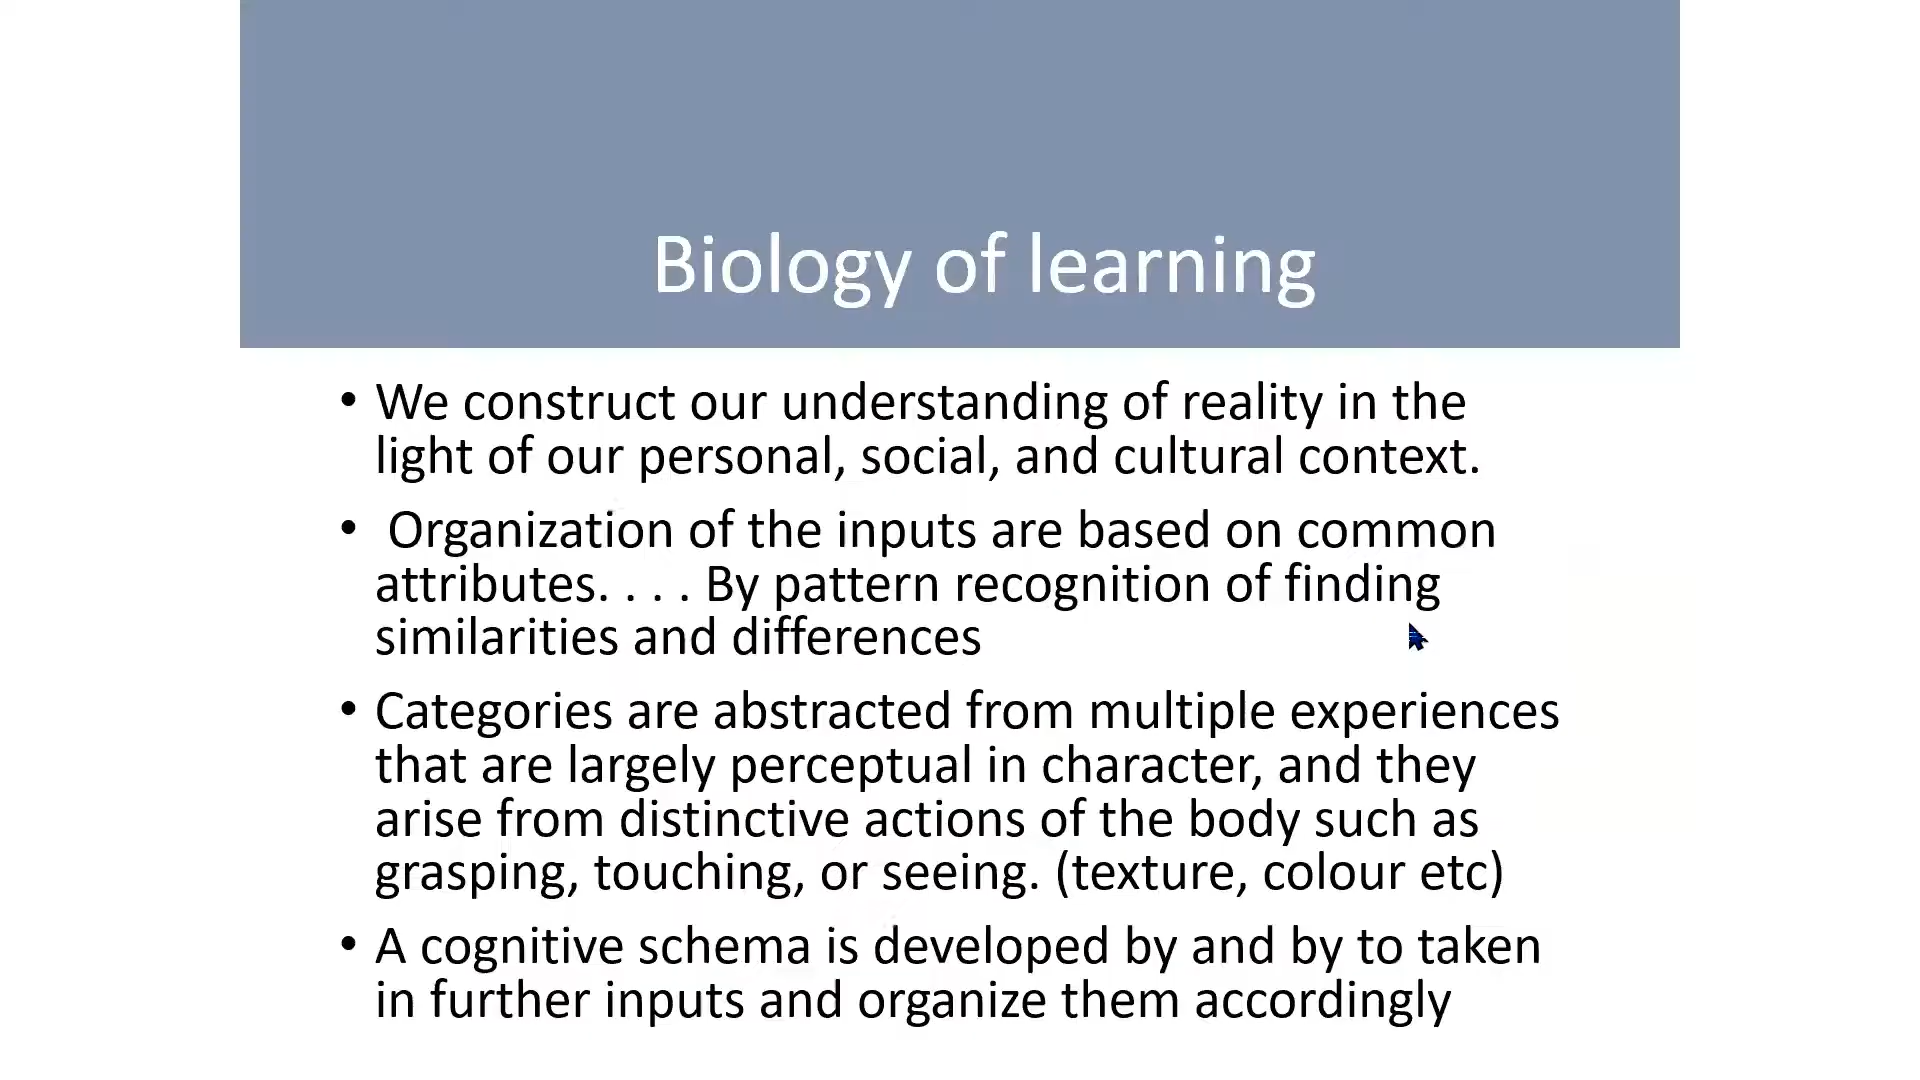 Biology of learning
• We construct our understanding of reality in the
light of our personal, social, and cultural context.
• Organization of the inputs are based on common
attributes. . . . By pattern recognition of finding
similarities and differences
• Categories are abstracted from multiple experiences
that are largely perceptual in character, and they
arise from distinctive actions of the body such as
grasping, touching, or seeing. (texture, colour etc)
• A cognitive schema is developed by and by to taken
in further inputs and organize them accordingly